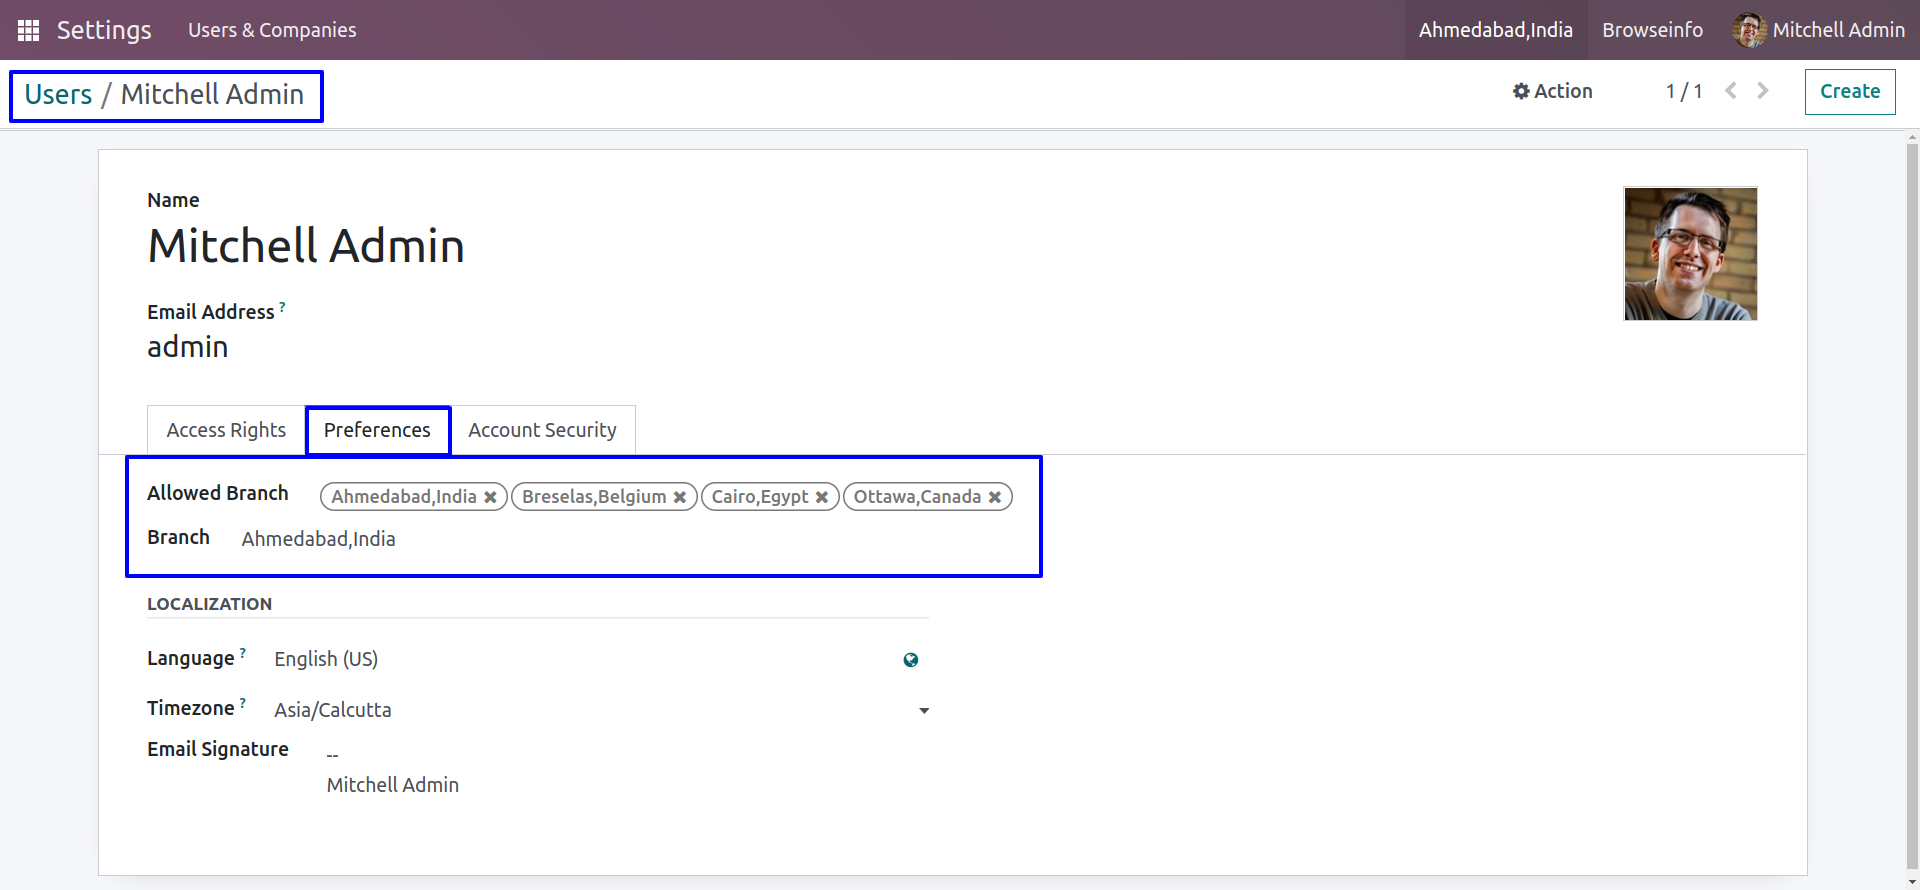 Settings Users & Companies Ahmedabad,India Browseinfo Mitchell Admin
Users / Mitchell Admin Action 1 / 1 Create
Name
Mitchell Admin
Email Address ?
admin
Access Rights Preferences Account Security
Allowed Branch Ahmedabad,India Breselas,Belgium Cairo,Egypt Ottawa,Canada
Branch Ahmedabad,India
LOCALIZATION
Language ? English (US)
Timezone ? Asia/Calcutta
Email Signature --
Mitchell Admin